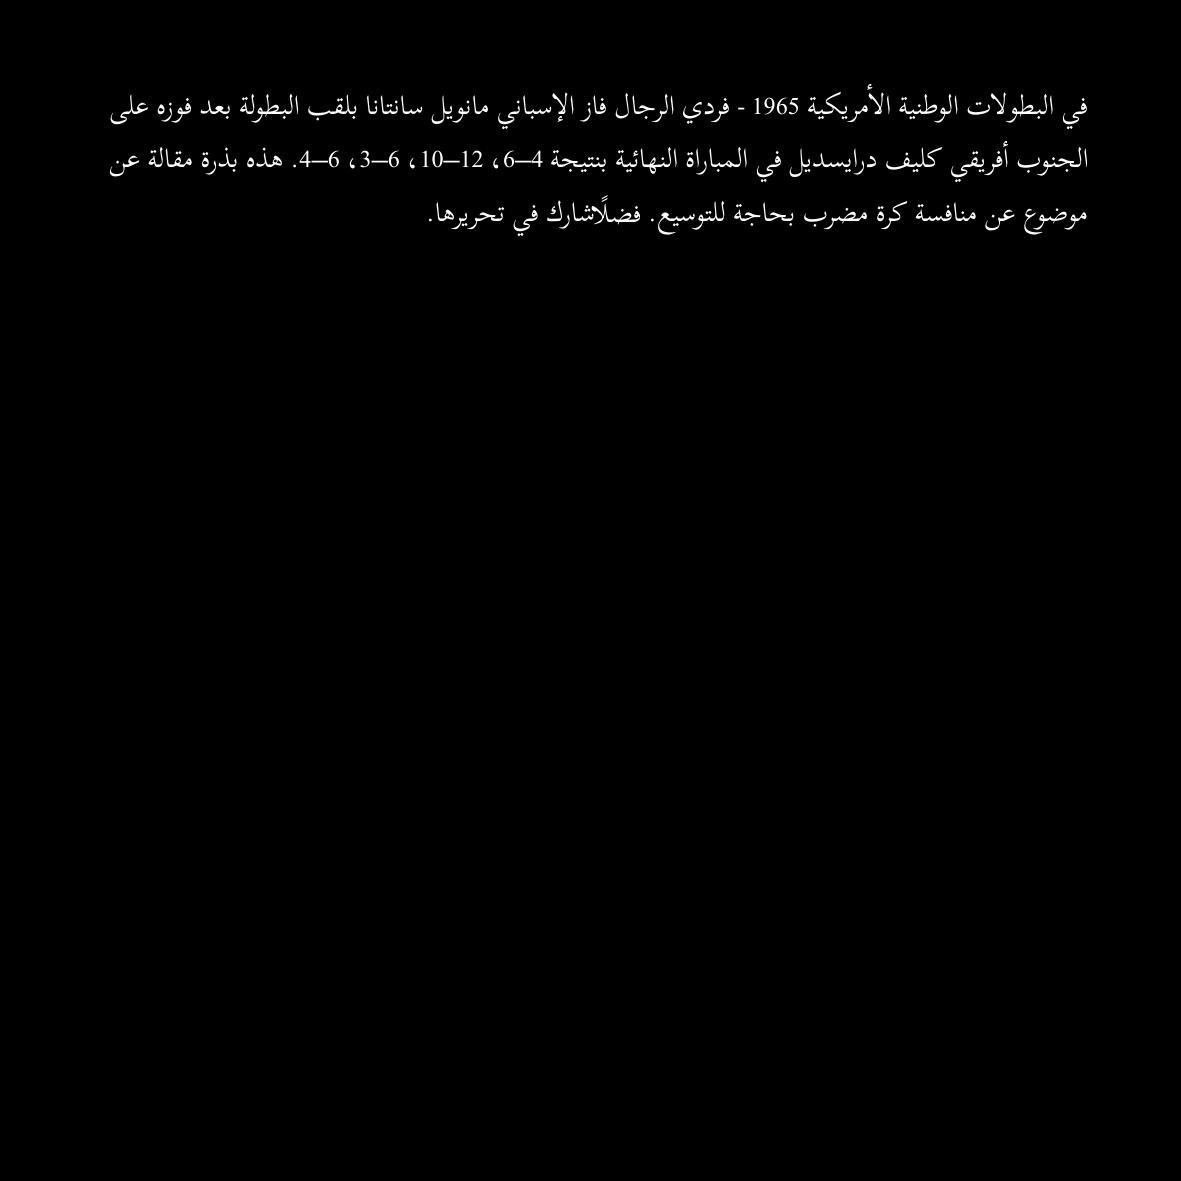 في البطولات الوطنية الأمريكية 1965 - فردي الرجال فاز الإسباني مانويل سانتانا بلقب البطولة بعد فوزه على
الجنوب أفريقي كليف درايسديل في المباراة النهائية بنتيجة 4–6، 12–10، 6–3، 6–4. هذه بذرة مقالة عن
موضوع عن منافسة كرة مضرب بحاجة للتوسيع. فضلًاشارك في تحريرها.